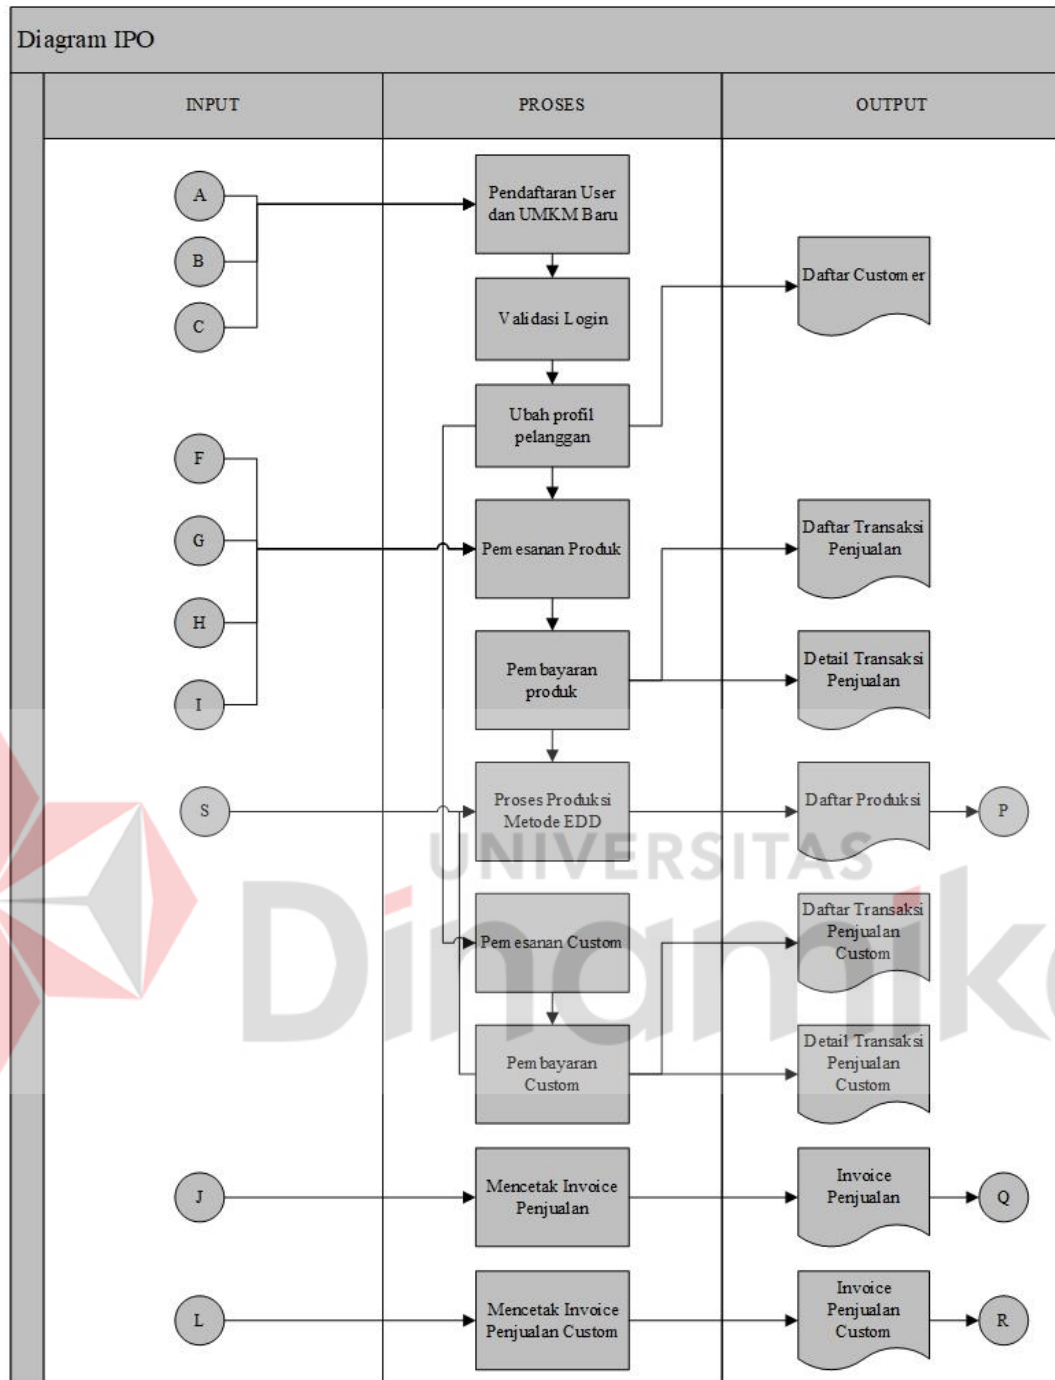 Diagram IPO
INPUT
PROSES
OUTPUT
A
B
C
Pendaftaran User
dan UMKM Baru
Validasi Login
Daftar Customer
Ubah profil
pelanggan
F
G
H
I
Pemesanan Produk
Daftar Transaksi
Penjualan
Pembayaran
produk
Detail Transaksi
Penjualan
S
Proses Produksi
Metode EDD
Daftar Produksi
P
UNIVERSITAS
Dinamika
Pemesanan Custom
Daftar Transaksi
Penjualan
Custom
Pembayaran
Custom
Detail Transaksi
Penjualan
Custom
J
Mencetak Invoice
Penjualan
Invoice
Penjualan
Q
L
Mencetak Invoice
Penjualan Custom
Invoice
Penjualan
Custom
R